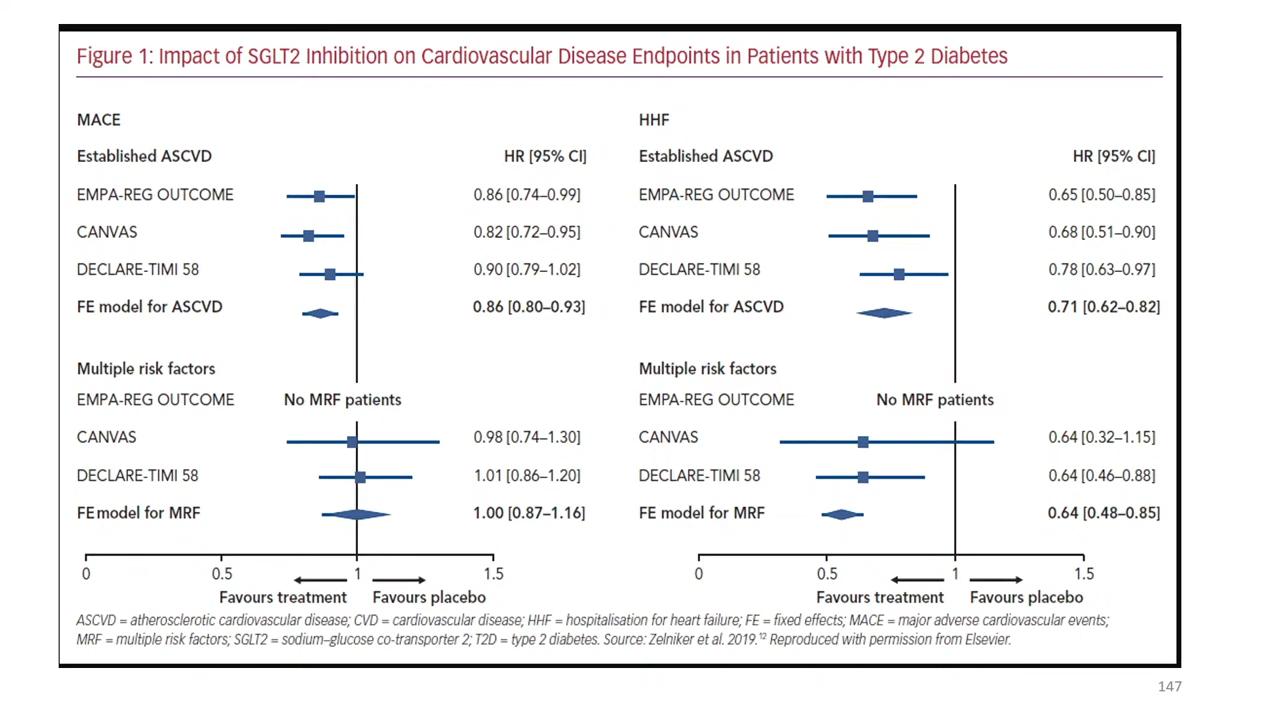 Figure 1: Impact of SGLT2 Inhibition on Cardiovascular Disease Endpoints in Patients with Type 2 Diabetes
MACE
Established ASCVD HR [95% CI]
EMPA-REG OUTCOME 0.86 [0.74–0.99]
CANVAS 0.82 [0.72–0.95]
DECLARE-TIMI 58 0.90 [0.79–1.02]
FE model for ASCVD 0.86 [0.80–0.93]
Multiple risk factors
EMPA-REG OUTCOME No MRF patients
CANVAS 0.98 [0.74–1.30]
DECLARE-TIMI 58 1.01 [0.86–1.20]
FE model for MRF 1.00 [0.87–1.16]
0 0.5 1 1.5
Favours treatment Favours placebo
HHF
Established ASCVD HR [95% CI]
EMPA-REG OUTCOME 0.65 [0.50–0.85]
CANVAS 0.68 [0.51–0.90]
DECLARE-TIMI 58 0.78 [0.63–0.97]
FE model for ASCVD 0.71 [0.62–0.82]
Multiple risk factors
EMPA-REG OUTCOME No MRF patients
CANVAS 0.64 [0.32–1.15]
DECLARE-TIMI 58 0.64 [0.46–0.88]
FE model for MRF 0.64 [0.48–0.85]
0 0.5 1 1.5
Favours treatment Favours placebo
ASCVD = atherosclerotic cardiovascular disease; CVD = cardiovascular disease; HHF = hospitalisation for heart failure; FE = fixed effects; MACE = major adverse cardiovascular events;
MRF = multiple risk factors; SGLT2 = sodium–glucose co-transporter 2; T2D = type 2 diabetes. Source: Zelniker et al. 2019.¹² Reproduced with permission from Elsevier.
147